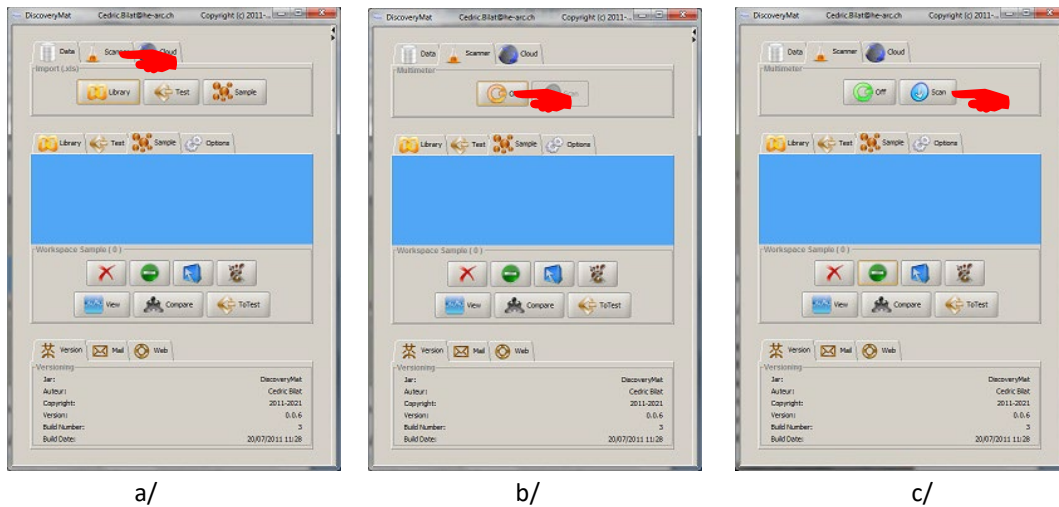 DiscoveryMat Cedric.Bilat@he-arc.ch Copyright (c) 2011-...
Data Scanner Cloud
Import (.xls)
Library Test Sample
Library Test Sample Options
Workspace Sample ( 0 )
View Compare ToTest
Version Mail Web
Versioning
Jar: DiscoveryMat
Auteur: Cedric Bilat
Copyright: 2011-2021
Version: 0.0.6
Build Number: 3
Build Date: 20/07/2011 11:28
a/
DiscoveryMat Cedric.Bilat@he-arc.ch Copyright (c) 2011-...
Data Scanner Cloud
Multimeter
Scan
Library Test Sample Options
Workspace Sample ( 0 )
View Compare ToTest
Version Mail Web
Versioning
Jar: DiscoveryMat
Auteur: Cedric Bilat
Copyright: 2011-2021
Version: 0.0.6
Build Number: 3
Build Date: 20/07/2011 11:28
b/
DiscoveryMat Cedric.Bilat@he-arc.ch Copyright (c) 2011-...
Data Scanner Cloud
Multimeter
Off Scan
Library Test Sample Options
Workspace Sample ( 0 )
View Compare ToTest
Version Mail Web
Versioning
Jar: DiscoveryMat
Auteur: Cedric Bilat
Copyright: 2011-2021
Version: 0.0.6
Build Number: 3
Build Date: 20/07/2011 11:28
c/